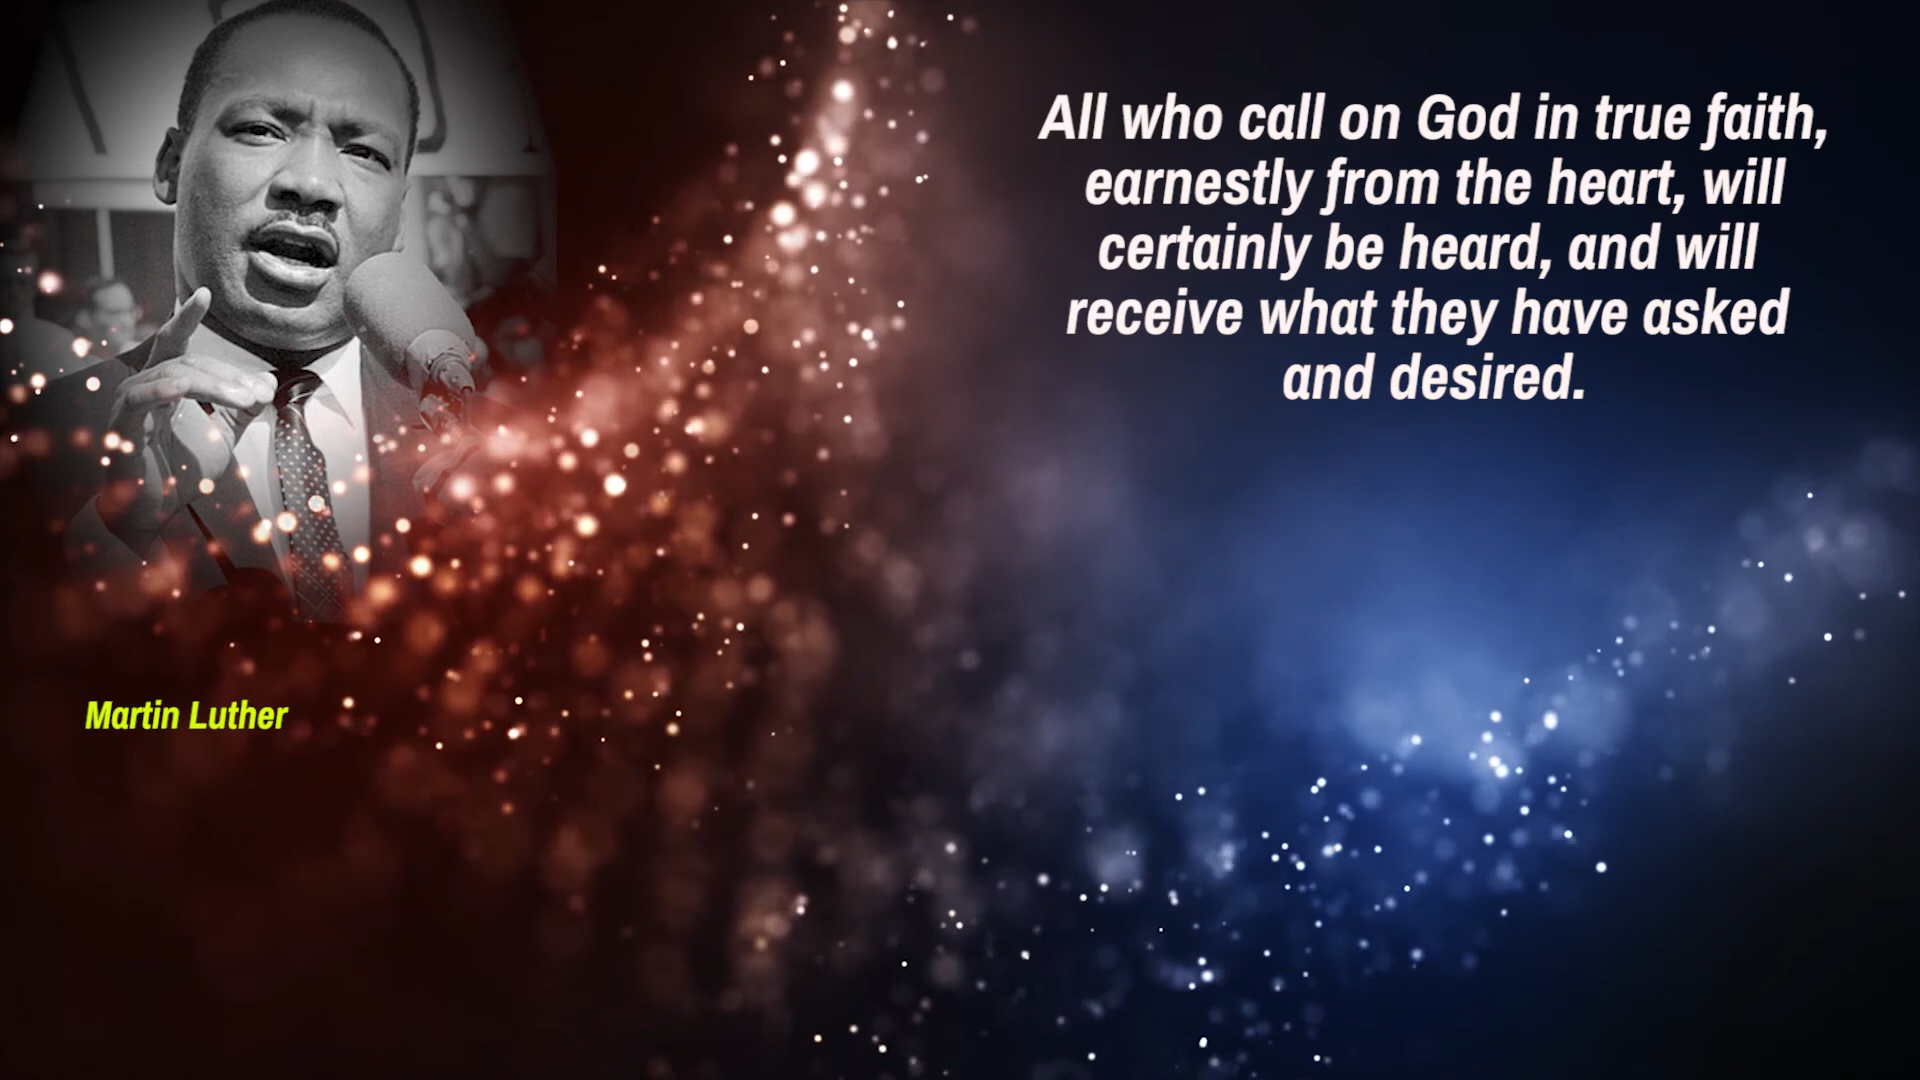 All who call on God in true faith,
earnestly from the heart, will
certainly be heard, and will
receive what they have asked
and desired.
Martin Luther